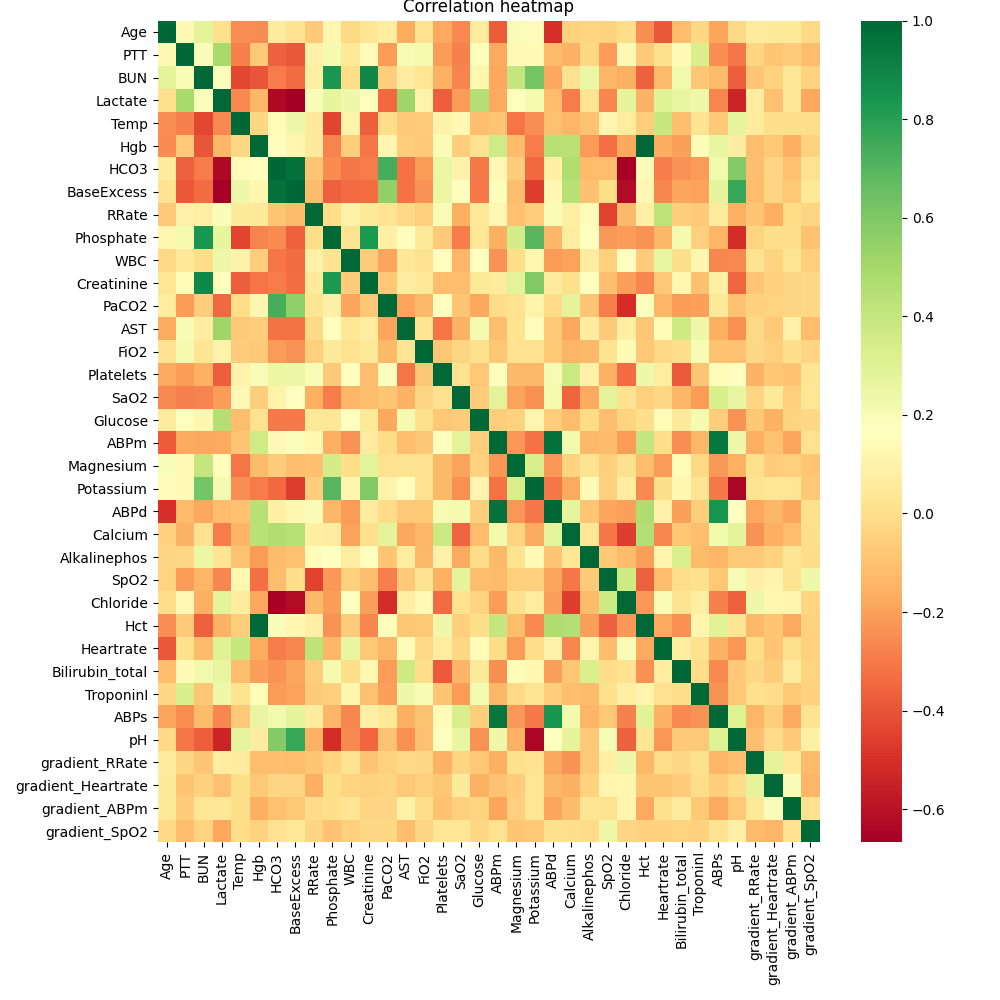 Correlation heatmap
Age
PTT
BUN
Lactate
Temp
Hgb
HCO3
BaseExcess
RRate
Phosphate
WBC
Creatinine
PaCO2
AST
FiO2
Platelets
SaO2
Glucose
ABPm
Magnesium
Potassium
ABPd
Calcium
Alkalinephos
SpO2
Chloride
Hct
Heartrate
Bilirubin_total
TroponinI
ABPs
pH
gradient_RRate
gradient_Heartrate
gradient_ABPm
gradient_SpO2
Age
PTT
BUN
Lactate
Temp
Hgb
HCO3
BaseExcess
RRate
Phosphate
WBC
Creatinine
PaCO2
AST
FiO2
Platelets
SaO2
Glucose
ABPm
Magnesium
Potassium
ABPd
Calcium
Alkalinephos
SpO2
Chloride
Hct
Heartrate
Bilirubin_total
TroponinI
ABPs
pH
gradient_RRate
gradient_Heartrate
gradient_ABPm
gradient_SpO2
1.0
0.8
0.6
0.4
0.2
0.0
−0.2
−0.4
−0.6